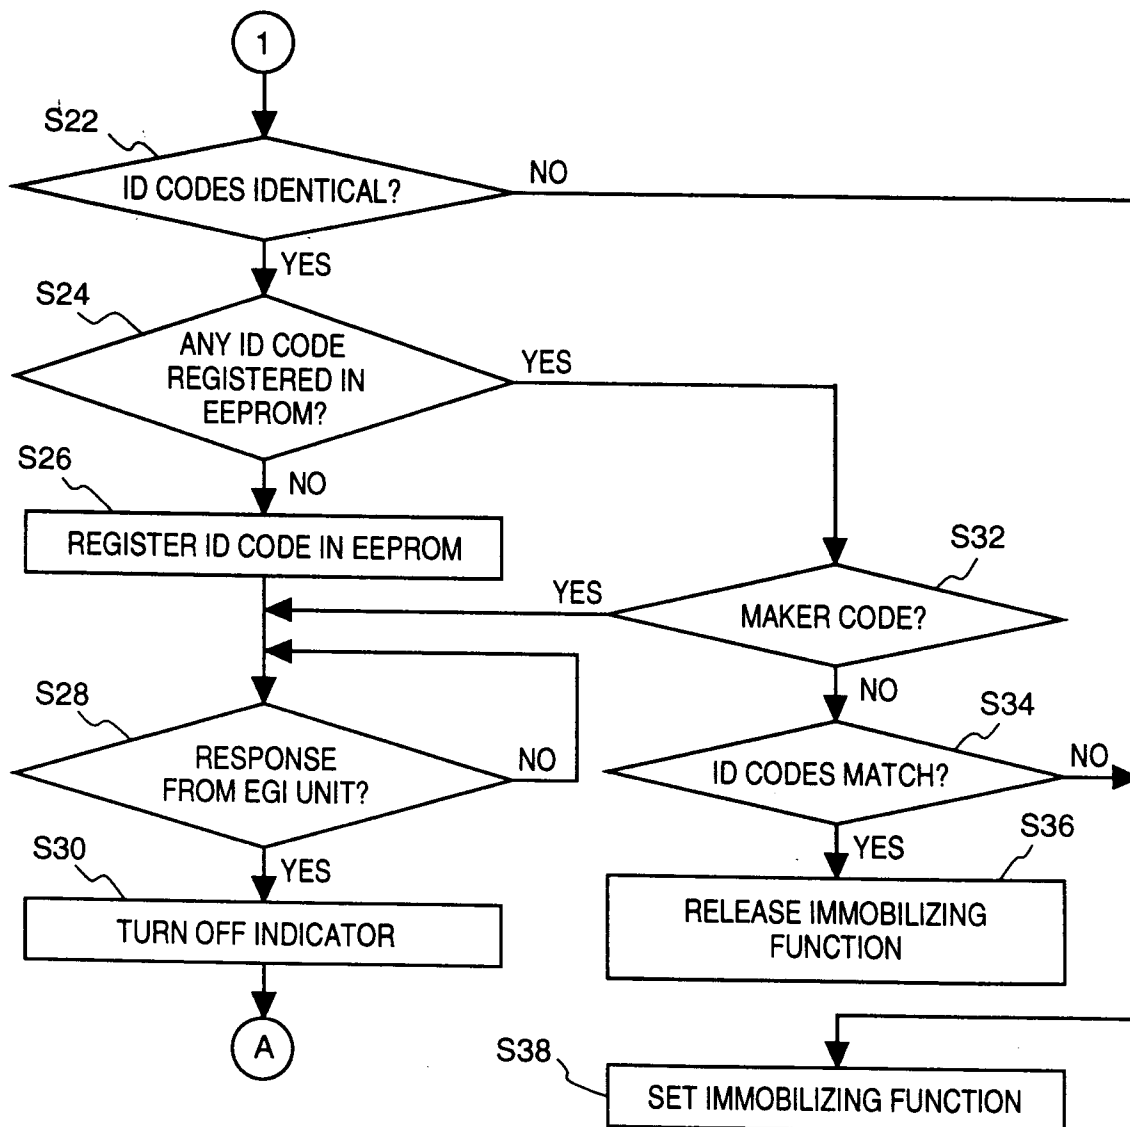 1
S22
ID CODES IDENTICAL?
NO
YES
S24
ANY ID CODE
REGISTERED IN
EEPROM?
YES
S26
NO
REGISTER ID CODE IN EEPROM
S32
YES
MAKER CODE?
NO
S28
RESPONSE
FROM EGI UNIT?
NO
S34
ID CODES MATCH?
NO
S30
YES
TURN OFF INDICATOR
S36
YES
RELEASE IMMOBILIZING
FUNCTION
A
S38
SET IMMOBILIZING FUNCTION